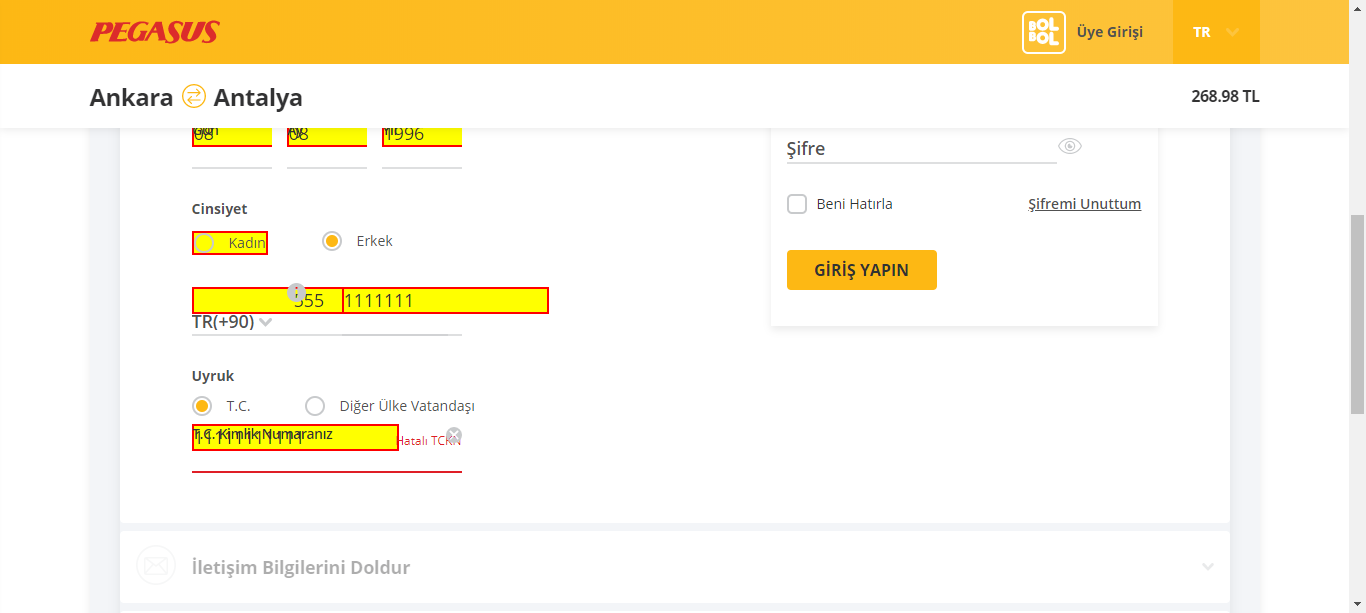 PEGASUS
BOL BOL
Üye Girişi
TR
Ankara Antalya
268.98 TL
Gün
08
Ay
08
Yıl
1996
Şifre
Cinsiyet
Beni Hatırla
Şifremi Unuttum
Kadın
Erkek
GİRİŞ YAPIN
555
1111111
TR(+90)
Uyruk
T.C.
Diğer Ülke Vatandaşı
T.C. Kimlik Numaranız
11111111111
Hatalı TCKN
İletişim Bilgilerini Doldur